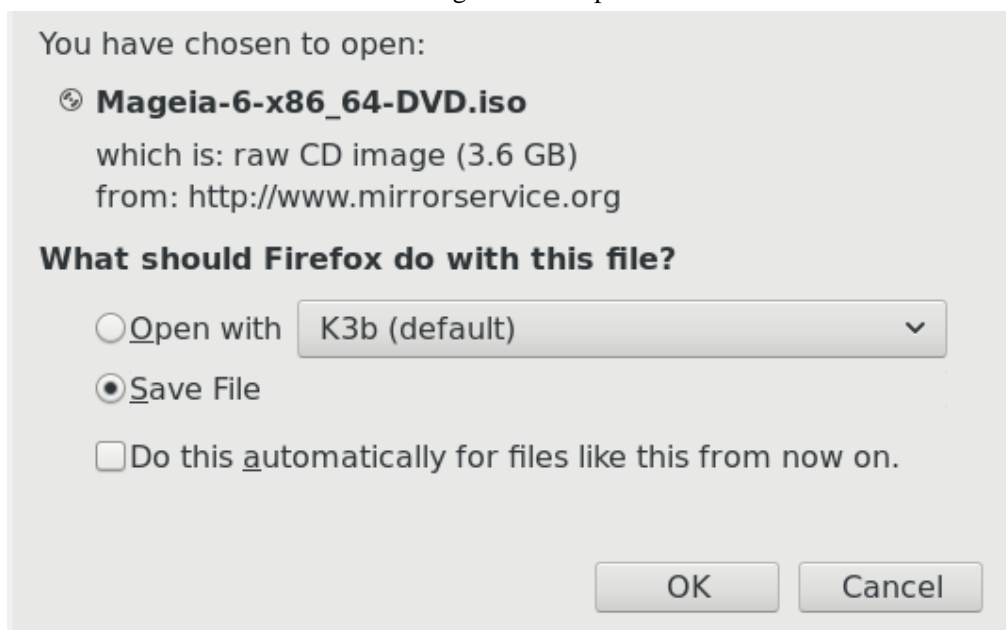 You have chosen to open:
Mageia-6-x86_64-DVD.iso
which is: raw CD image (3.6 GB)
from: http://www.mirrorservice.org
What should Firefox do with this file?
Open with K3b (default)
Save File
Do this automatically for files like this from now on.
OK Cancel